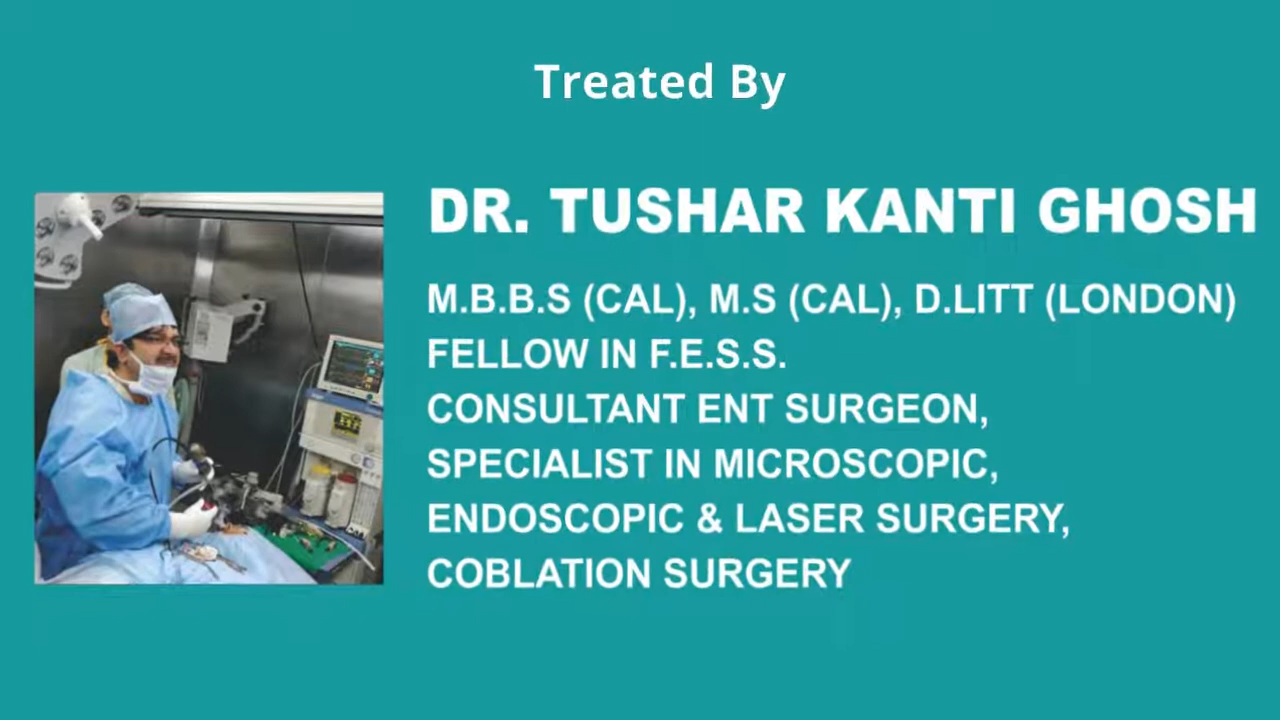 Treated By
DR. TUSHAR KANTI GHOSH
M.B.B.S (CAL), M.S (CAL), D.LITT (LONDON)
FELLOW IN F.E.S.S.
CONSULTANT ENT SURGEON,
SPECIALIST IN MICROSCOPIC,
ENDOSCOPIC & LASER SURGERY,
COBLATION SURGERY